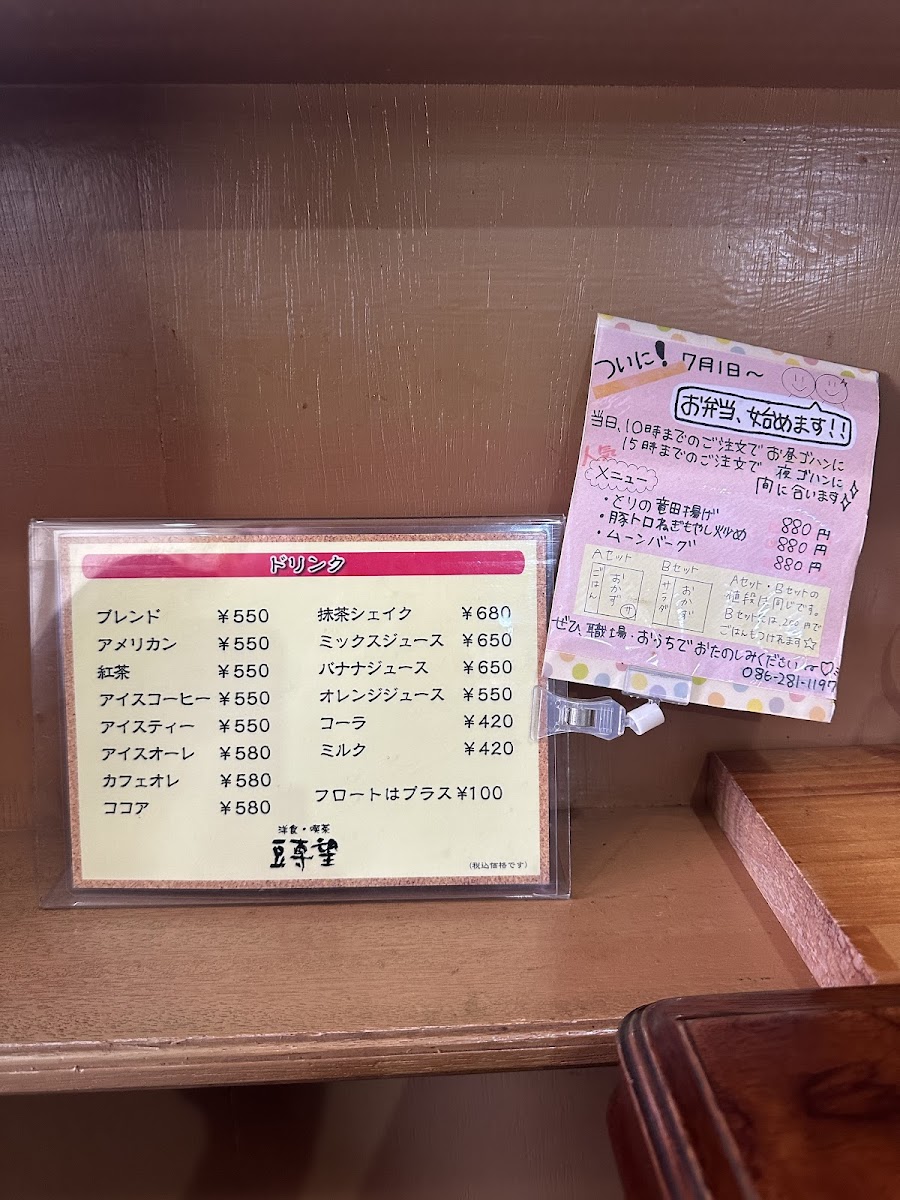 ドリンク
ブレンド ¥550
アメリカン ¥550
紅茶 ¥550
アイスコーヒー ¥550
アイスティー ¥550
アイスオーレ ¥580
カフェオレ ¥580
ココア ¥580
抹茶シェイク ¥680
ミックスジュース ¥650
バナナジュース ¥650
オレンジジュース ¥550
コーラ ¥420
ミルク ¥420
フロートはプラス¥100
洋食・喫茶
(税込価格です)
ついに! 7月1日〜
お弁当、始めます!!
当日、10時までのご注文でお昼ゴハンに
15時までのご注文で 夜ゴハンに
間に合います
人気
メニュー
・とりの竜田揚げ 880円
・豚トロねぎもやし炒め 880円
・ムーンバーグ 880円
Aセット
ごはん
おかず
サ
Bセット
サラダ
おかず
Aセット・Bセットの
値段は同じです。
Bセットには、200円で
ごはんもつけれます☆
ぜひ、職場・おうちでおたのしみください
086-281-1197